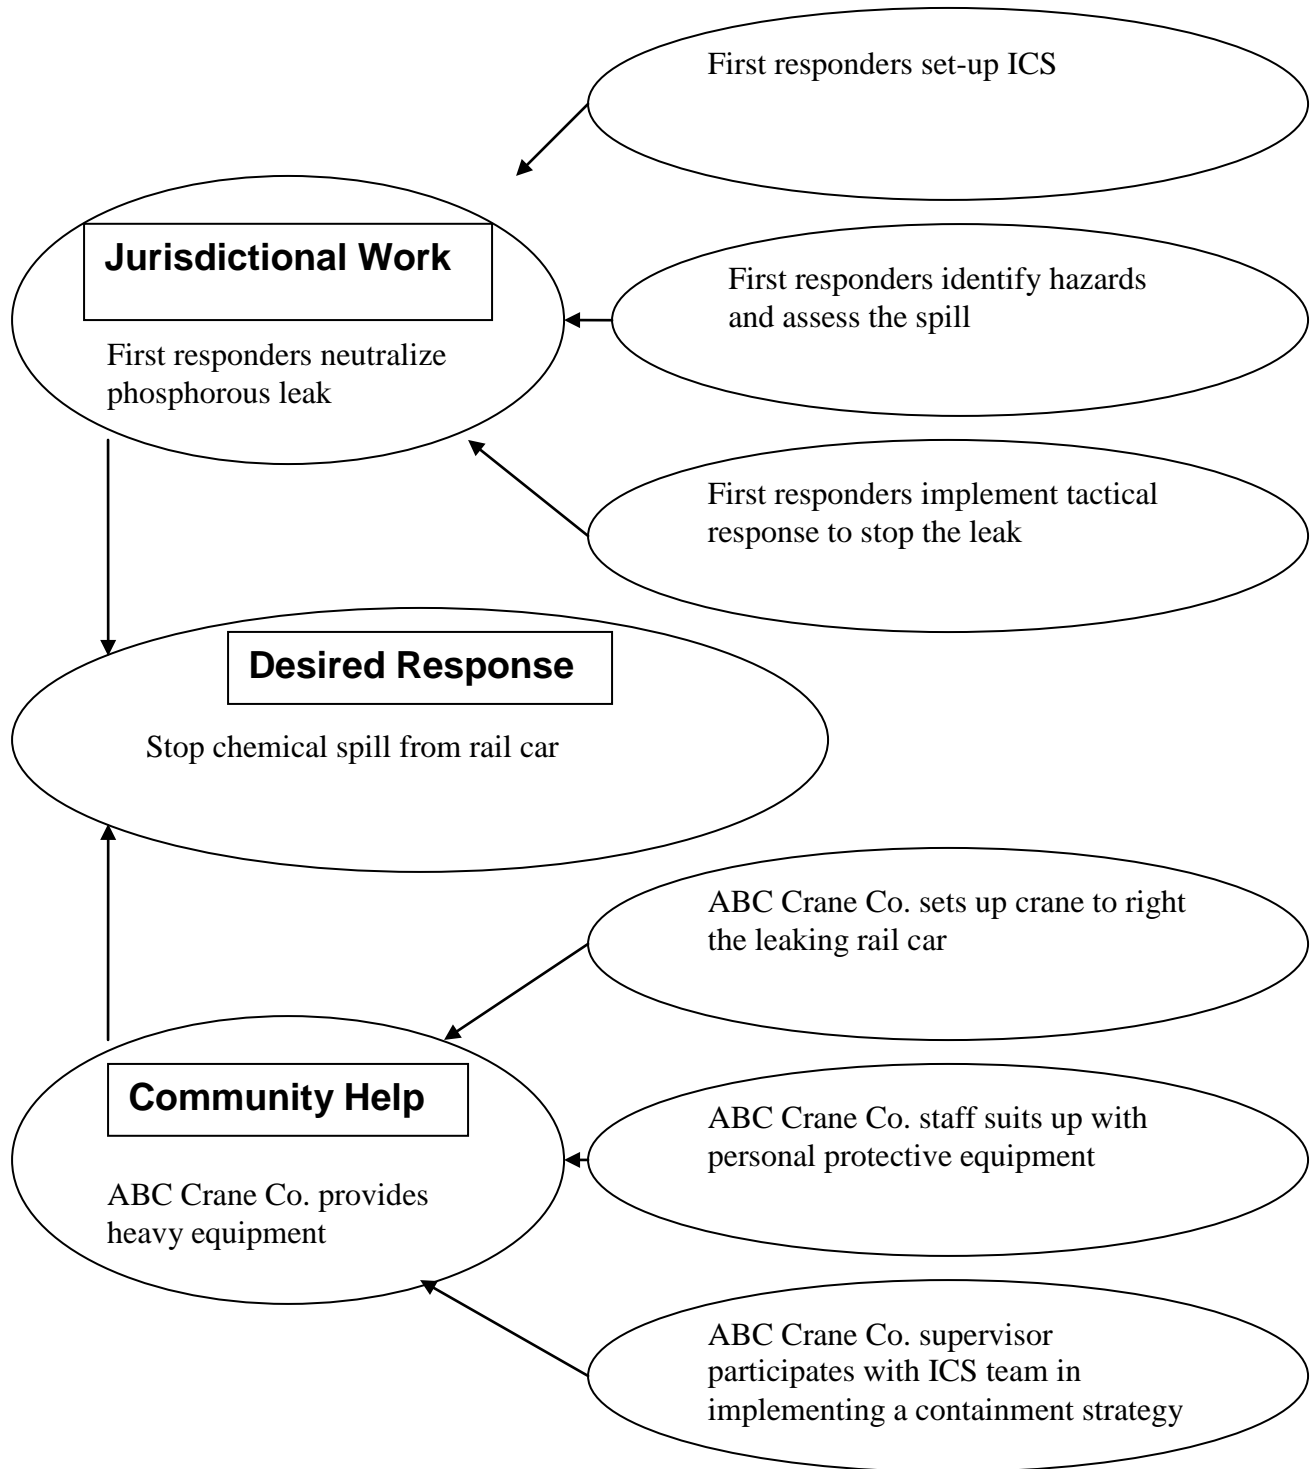 First responders set-up ICS
Jurisdictional Work
First responders identify hazards
and assess the spill
First responders neutralize
phosphorous leak
First responders implement tactical
response to stop the leak
Desired Response
Stop chemical spill from rail car
ABC Crane Co. sets up crane to right
the leaking rail car
Community Help
ABC Crane Co. staff suits up with
personal protective equipment
ABC Crane Co. provides
heavy equipment
ABC Crane Co. supervisor
participates with ICS team in
implementing a containment strategy